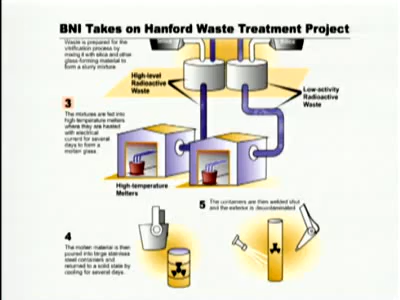 BNI Takes on Hanford Waste Treatment Project
Waste is prepared for the
vitrification process by
mixing it with silica and other
glass-forming material to
form a slurry mixture.
Silica
Silica
High-level
Radioactive
Waste
Low-activity
Radioactive
Waste
3
The mixtures are fed into
high temperature melters
where they are heated
with electrical
current for several
days to form a
molten glass.
High-temperature
Melters
4
The molten material is then
poured into large stainless
steel containers and
returned to a solid state by
cooling for several days.
5
The containers are then welded shut
and the exterior is decontaminated.